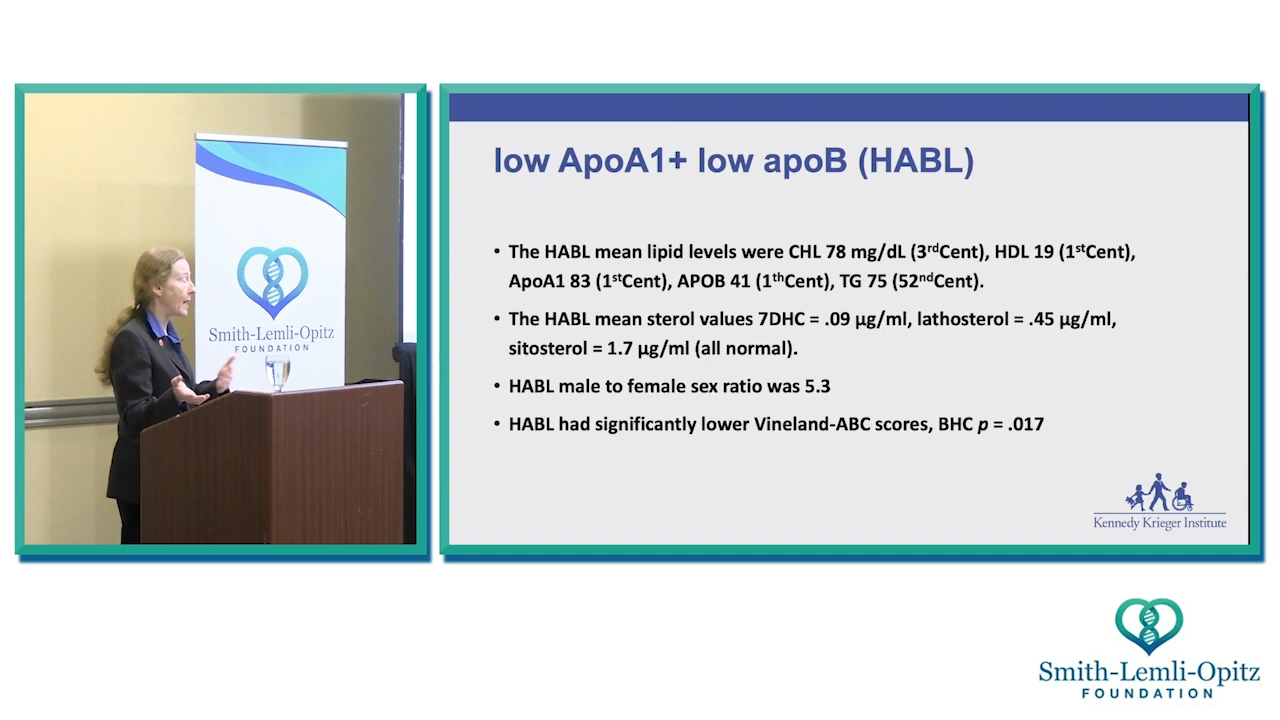 Smith-Lemli-Opitz
FOUNDATION
low ApoA1+ low apoB (HABL)
• The HABL mean lipid levels were CHL 78 mg/dL (3rdCent), HDL 19 (1stCent),
ApoA1 83 (1stCent), APOB 41 (1thCent), TG 75 (52ndCent).
• The HABL mean sterol values 7DHC = .09 µg/ml, lathosterol = .45 µg/ml,
sitosterol = 1.7 µg/ml (all normal).
• HABL male to female sex ratio was 5.3
• HABL had significantly lower Vineland-ABC scores, BHC p = .017
Kennedy Krieger Institute
Smith-Lemli-Opitz
FOUNDATION